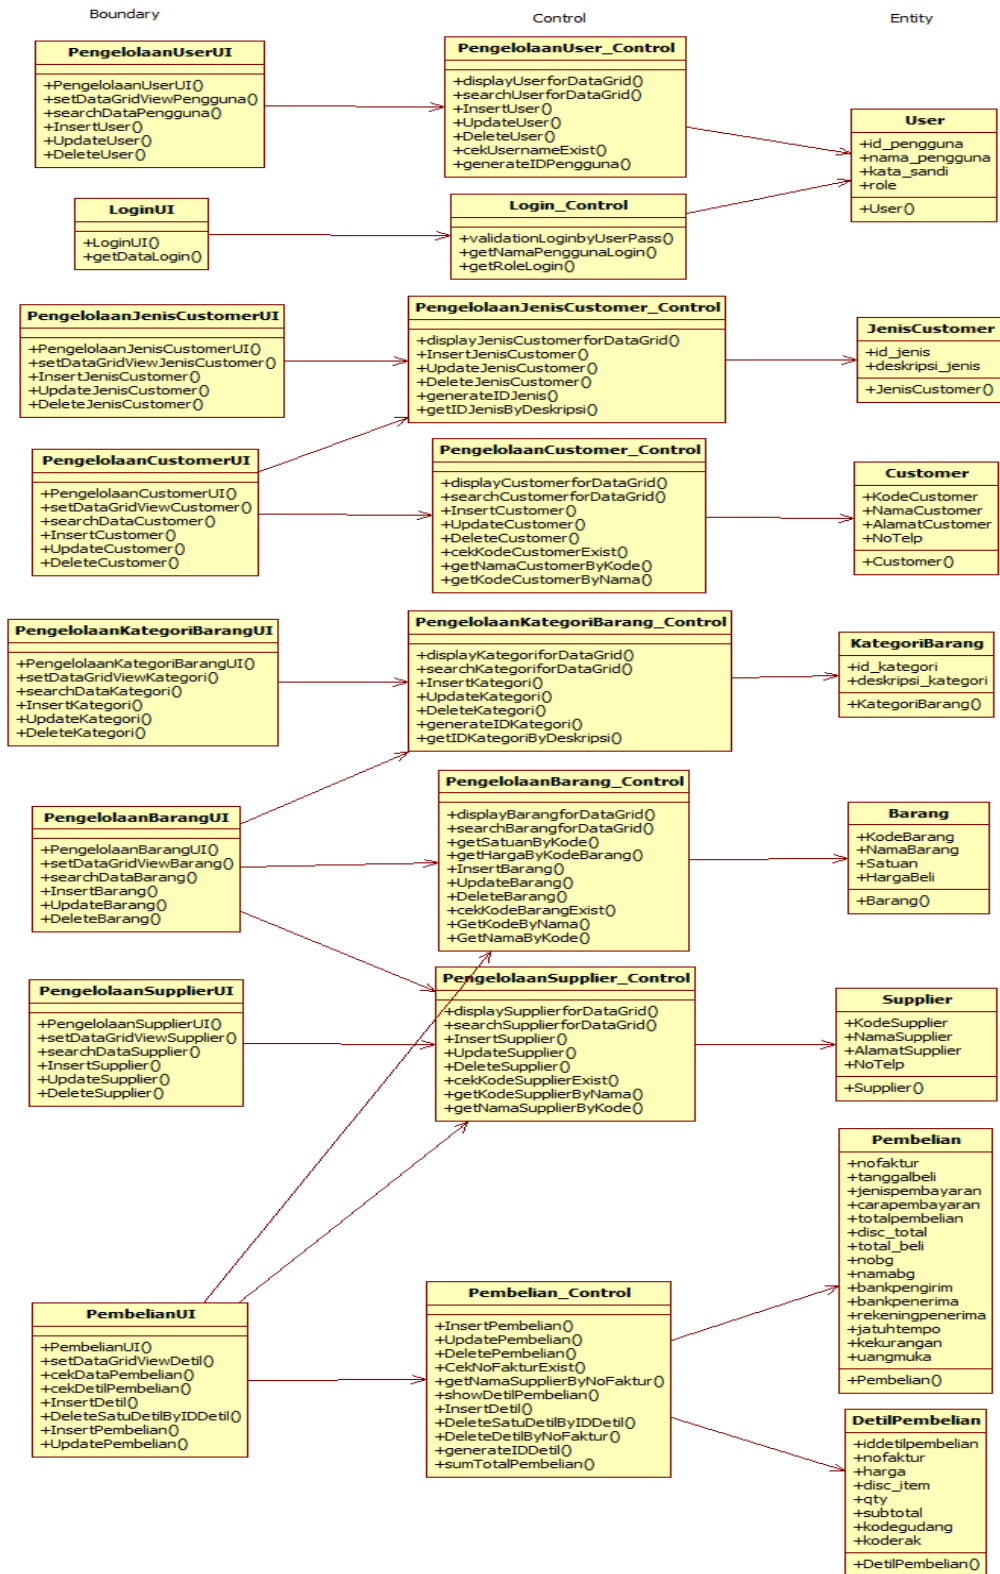 Boundary
Control
Entity
PengelolaanUserUI
+PengelolaanUserUI()
+setDataGridViewPengguna()
+searchDataPengguna()
+InsertUser()
+UpdateUser()
+DeleteUser()
PengelolaanUser_Control
+displayUserforDataGrid()
+searchUserforDataGrid()
+InsertUser()
+UpdateUser()
+DeleteUser()
+cekUsernameExist()
+generateIDPengguna()
User
+id_pengguna
+nama_pengguna
+kata_sandi
+role
+User()
LoginUI
+LoginUI()
+getDataLogin()
Login_Control
+validationLoginbyUserPass()
+getNamaPenggunaLogin()
+getRoleLogin()
PengelolaanJenisCustomerUI
+PengelolaanJenisCustomerUI()
+setDataGridViewJenisCustomer()
+InsertJenisCustomer()
+UpdateJenisCustomer()
+DeleteJenisCustomer()
PengelolaanJenisCustomer_Control
+displayJenisCustomerforDataGrid()
+InsertJenisCustomer()
+UpdateJenisCustomer()
+DeleteJenisCustomer()
+generateIDJenis()
+getIDJenisByDeskripsi()
JenisCustomer
+id_jenis
+deskripsi_jenis
+JenisCustomer()
PengelolaanCustomerUI
+PengelolaanCustomerUI()
+setDataGridViewCustomer()
+searchDataCustomer()
+InsertCustomer()
+UpdateCustomer()
+DeleteCustomer()
PengelolaanCustomer_Control
+displayCustomerforDataGrid()
+searchCustomerforDataGrid()
+InsertCustomer()
+UpdateCustomer()
+DeleteCustomer()
+cekKodeCustomerExist()
+getNamaCustomerByKode()
+getKodeCustomerByNama()
Customer
+KodeCustomer
+NamaCustomer
+AlamatCustomer
+NoTelp
+Customer()
PengelolaanKategoriBarangUI
+PengelolaanKategoriBarangUI()
+setDataGridViewKategori()
+searchDataKategori()
+InsertKategori()
+UpdateKategori()
+DeleteKategori()
PengelolaanKategoriBarang_Control
+displayKategoriforDataGrid()
+searchKategoriforDataGrid()
+InsertKategori()
+UpdateKategori()
+DeleteKategori()
+generateIDKategori()
+getIDKategoriByDeskripsi()
KategoriBarang
+id_kategori
+deskripsi_kategori
+KategoriBarang()
PengelolaanBarangUI
+PengelolaanBarangUI()
+setDataGridViewBarang()
+searchDataBarang()
+InsertBarang()
+UpdateBarang()
+DeleteBarang()
PengelolaanBarang_Control
+displayBarangforDataGrid()
+searchBarangforDataGrid()
+getSatuanByKode()
+getHargaByKodeBarang()
+InsertBarang()
+UpdateBarang()
+DeleteBarang()
+cekKodeBarangExist()
+GetKodeByNama()
+GetNamaByKode()
Barang
+KodeBarang
+NamaBarang
+Satuan
+HargaBeli
+Barang()
PengelolaanSupplierUI
+PengelolaanSupplierUI()
+setDataGridViewSupplier()
+searchDataSupplier()
+InsertSupplier()
+UpdateSupplier()
+DeleteSupplier()
PengelolaanSupplier_Control
+displaySupplierforDataGrid()
+searchSupplierforDataGrid()
+InsertSupplier()
+UpdateSupplier()
+DeleteSupplier()
+cekKodeSupplierExist()
+getKodeSupplierByNama()
+getNamaSupplierByKode()
Supplier
+KodeSupplier
+NamaSupplier
+AlamatSupplier
+NoTelp
+Supplier()
PembelianUI
+PembelianUI()
+setDataGridViewDetil()
+cekDataPembelian()
+cekDetilPembelian()
+InsertDetil()
+DeleteSatuDetilByIDDetil()
+InsertPembelian()
+UpdatePembelian()
Pembelian_Control
+InsertPembelian()
+UpdatePembelian()
+DeletePembelian()
+CekNoFakturExist()
+getNamaSupplierByNoFaktur()
+showDetilPembelian()
+InsertDetil()
+DeleteSatuDetilByIDDetil()
+DeleteDetilByNoFaktur()
+generateIDDetil()
+sumTotalPembelian()
Pembelian
+nofaktur
+tanggalbeli
+jenispembayaran
+carapembayaran
+totalpembelian
+disc_total
+total_beli
+nobg
+namabg
+bankpengirim
+bankpenerima
+rekeningpenerima
+jatuhtempo
+kekurangan
+uangmuka
+Pembelian()
DetilPembelian
+iddetilpembelian
+nofaktur
+harga
+disc_item
+qty
+subtotal
+kodegudang
+koderak
+DetilPembelian()